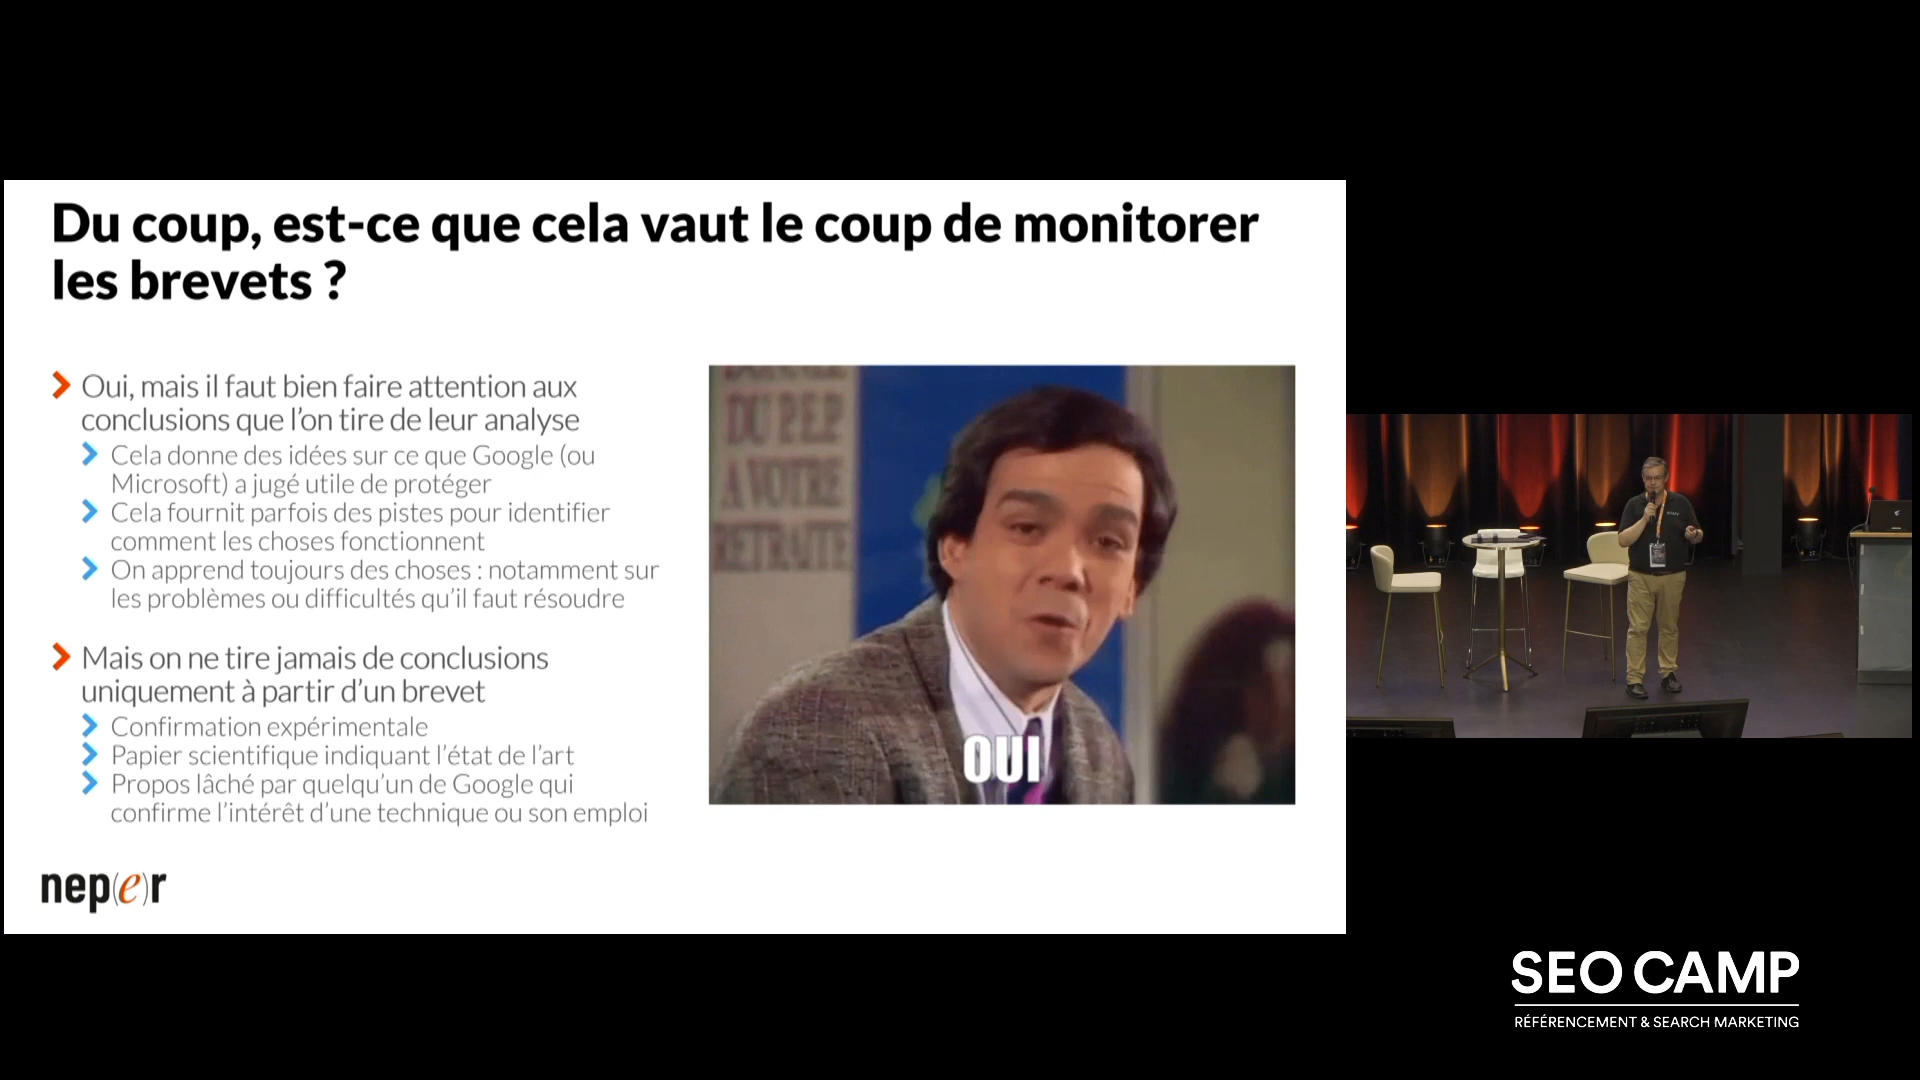 Du coup, est-ce que cela vaut le coup de monitorer
les brevets ?
Oui, mais il faut bien faire attention aux
conclusions que l'on tire de leur analyse
Cela donne des idées sur ce que Google (ou
Microsoft) a jugé utile de protéger
Cela fournit parfois des pistes pour identifier
comment les choses fonctionnent
On apprend toujours des choses : notamment sur
les problèmes ou difficultés qu'il faut résoudre
Mais on ne tire jamais de conclusions
uniquement à partir d'un brevet
Confirmation expérimentale
Papier scientifique indiquant l'état de l'art
Propos lâché par quelqu'un de Google qui
confirme l'intérêt d'une technique ou son emploi
DU P.E.P
A VOTRE
RETRAITE
OUI
nep(e)r
SEO CAMP
RÉFÉRENCEMENT & SEARCH MARKETING